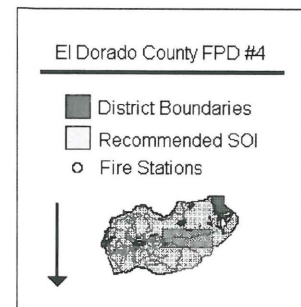 El Dorado County FPD #4
District Boundaries
Recommended SOI
Fire Stations